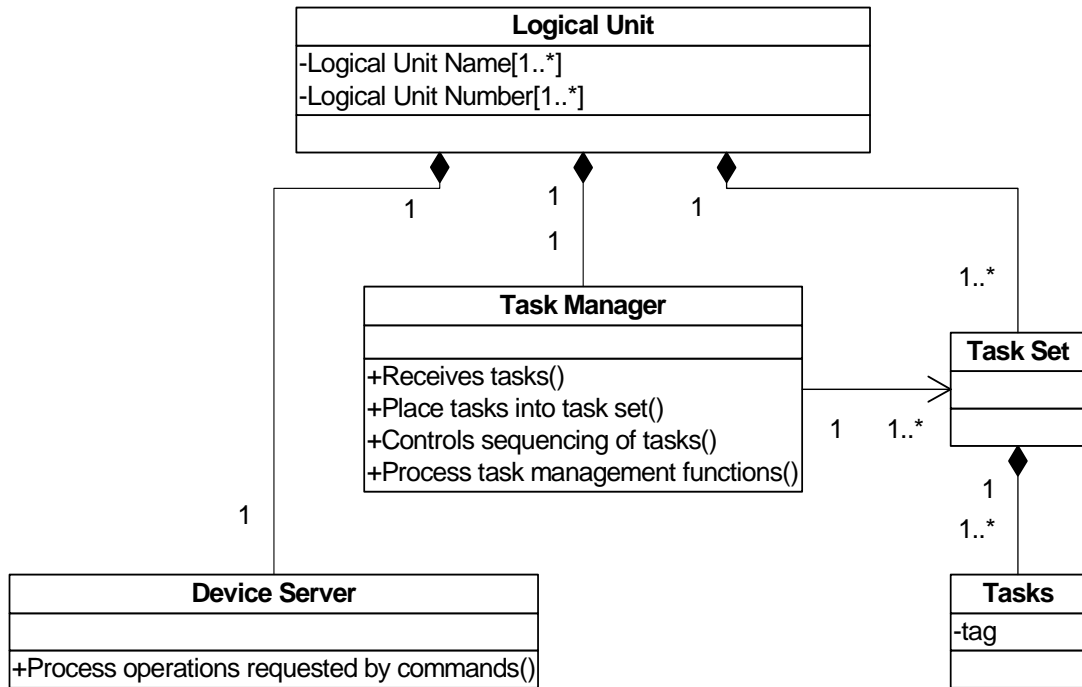 Logical Unit
-Logical Unit Name[1..*]
-Logical Unit Number[1..*]
1
1
1
1
1..*
Task Manager
+Receives tasks()
+Place tasks into task set()
+Controls sequencing of tasks()
+Process task management functions()
Task Set
1
1..*
1
1..*
1
Device Server
+Process operations requested by commands()
Tasks
-tag